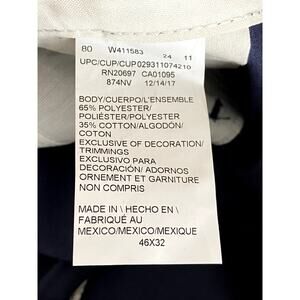 80 W411583 24 11
UPC/CUP/CUP029311074210
RN20697 CA01095
874NV 12/14/17
BODY/CUERPO/L'ENSEMBLE
65% POLYESTER/
POLIÉSTER/POLYESTER
35% COTTON/ALGODÓN/
COTON
EXCLUSIVE OF DECORATION/
TRIMMINGS
EXCLUSIVO PARA
DECORACIÓN/ ADORNOS
ORNEMENT ET GARNITURE
NON COMPRIS
MADE IN \ HECHO EN \
FABRIQUÉ AU
MEXICO/MEXICO/MEXIQUE
46X32